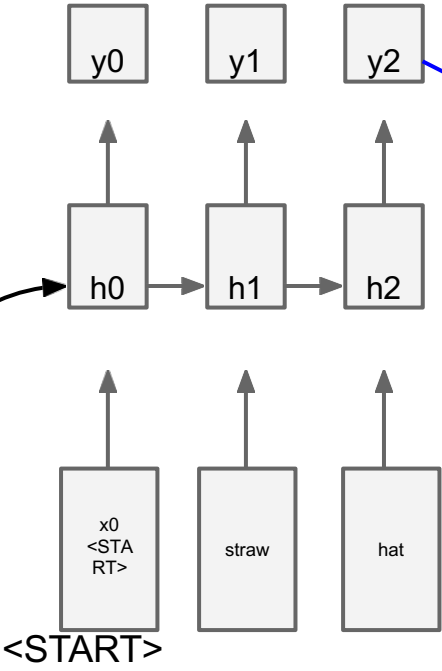 y0 y1 y2
h0 h1 h2
x0
<STA
RT>
straw
hat
<START>